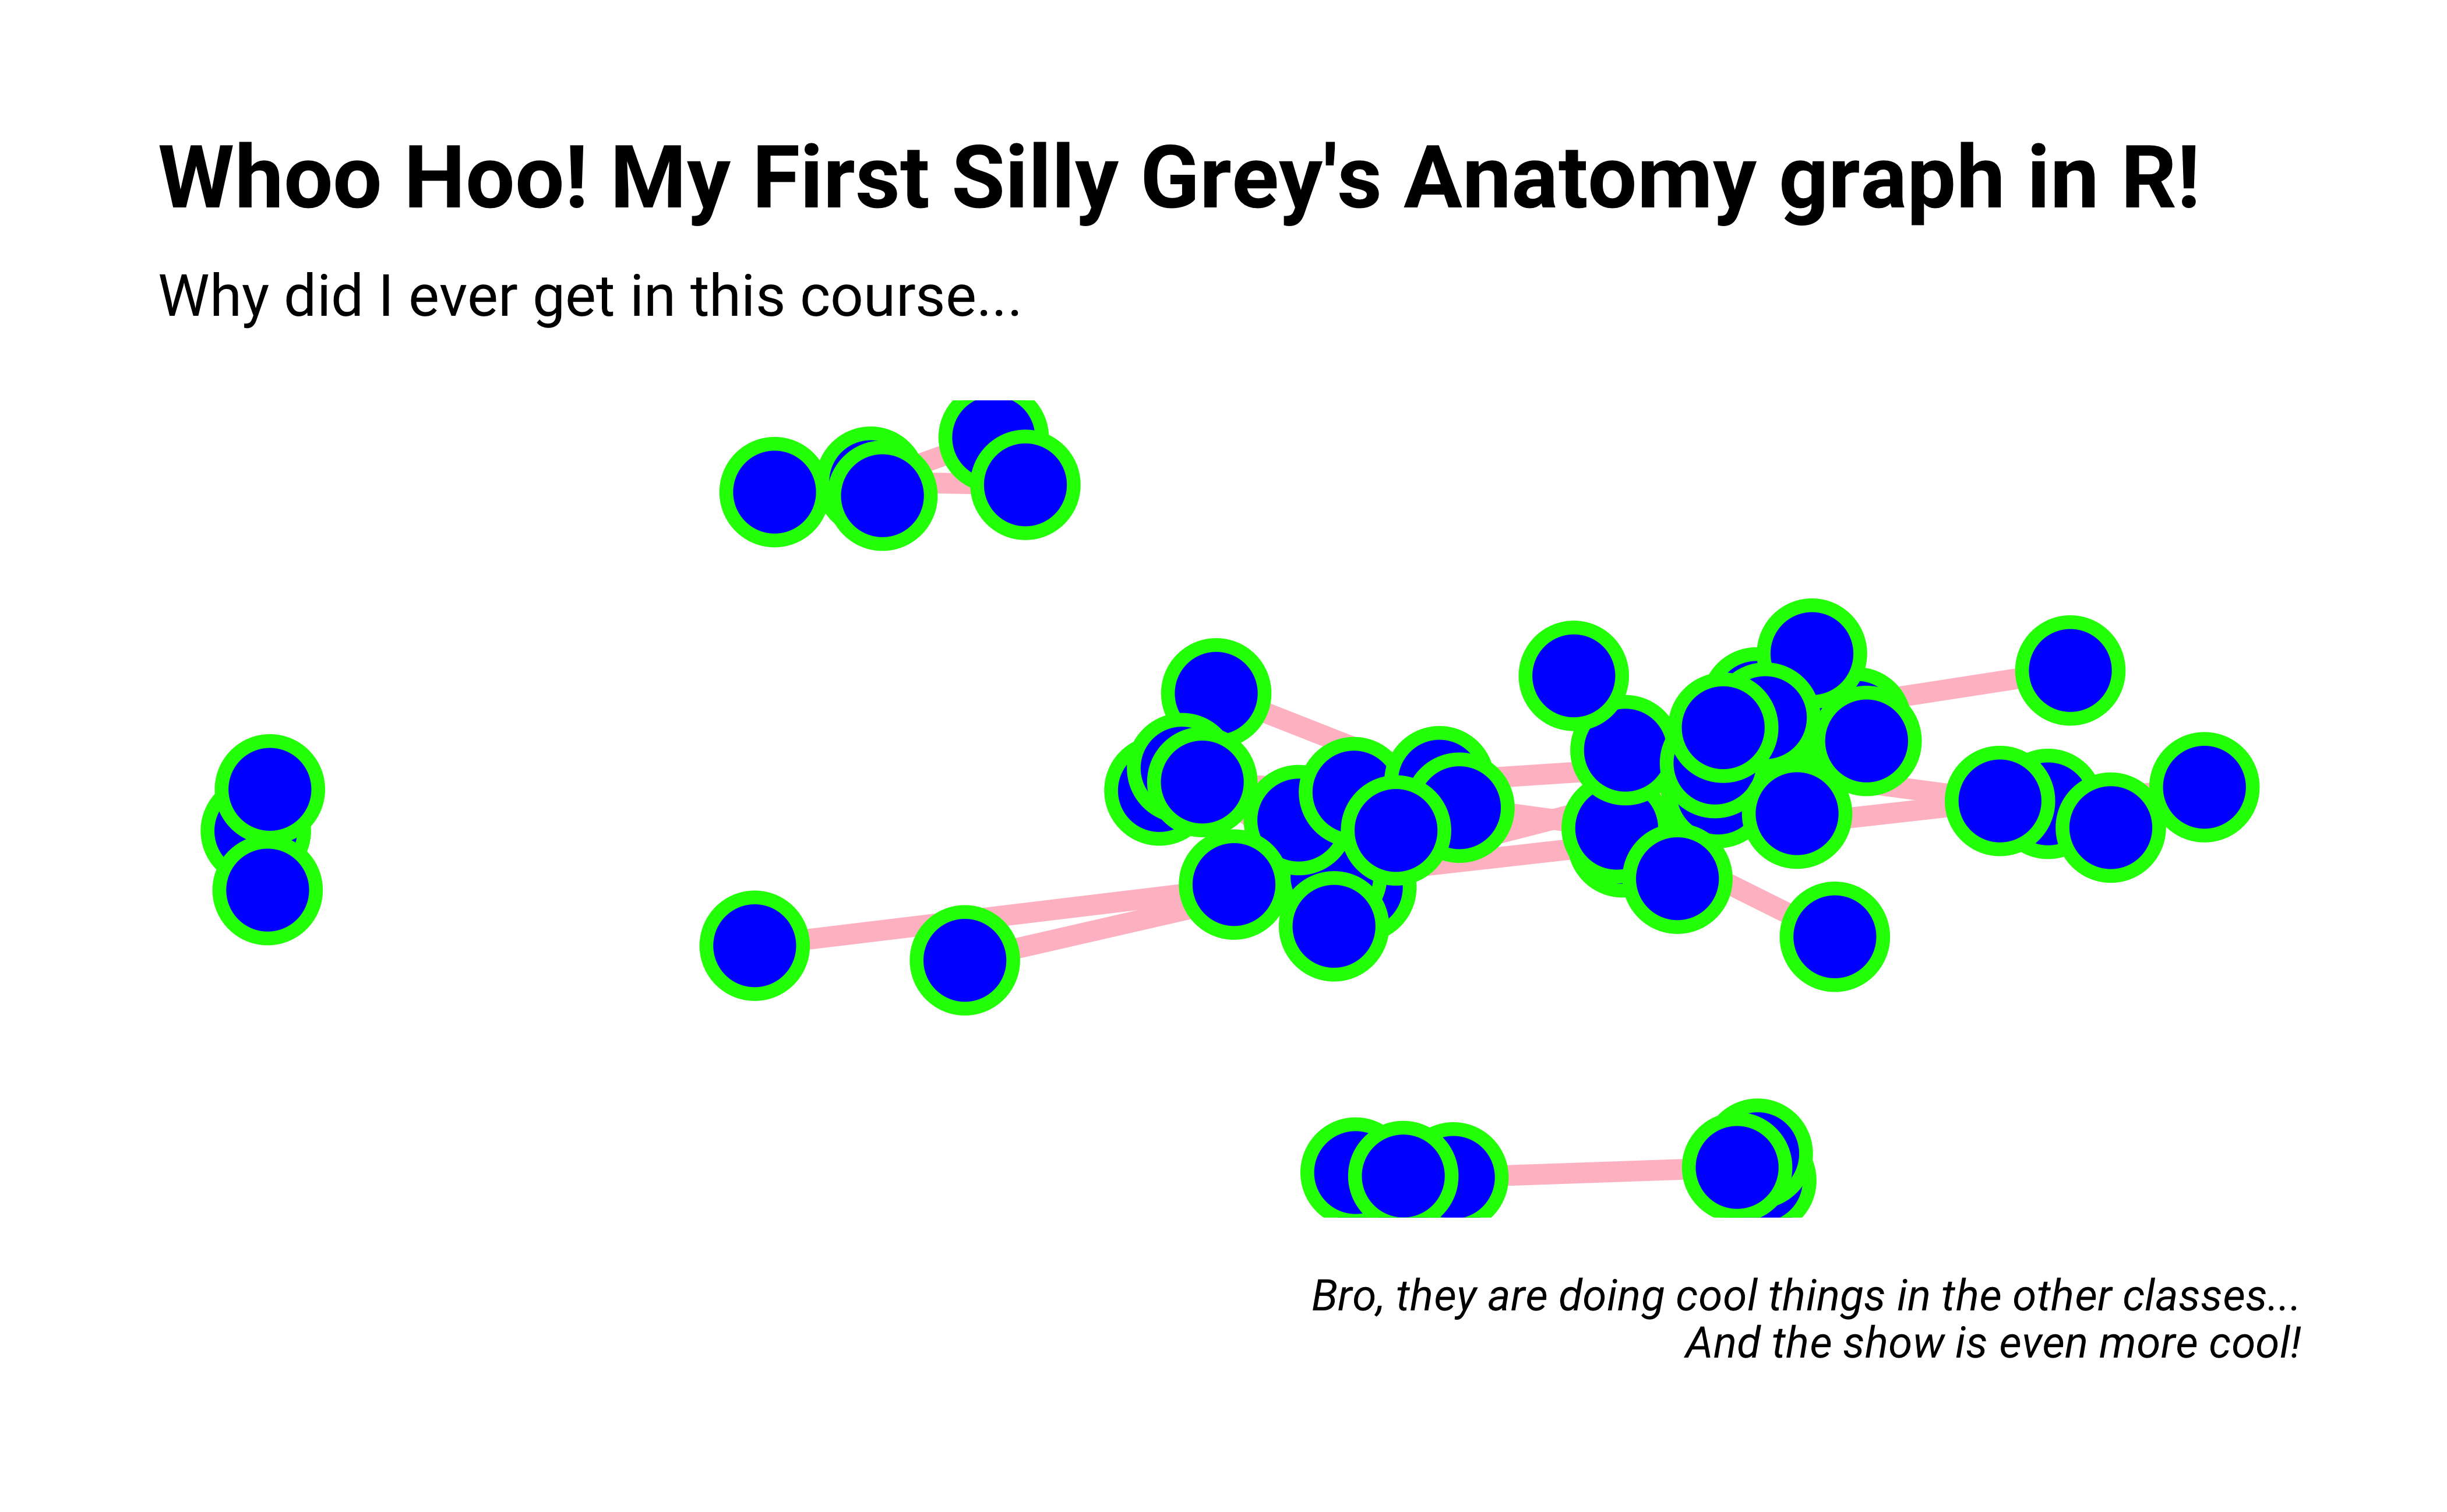 Whoo Hoo! My First Silly Grey's Anatomy graph in R!
Why did I ever get in this course...
Bro, they are doing cool things in the other classes...
And the show is even more cool!